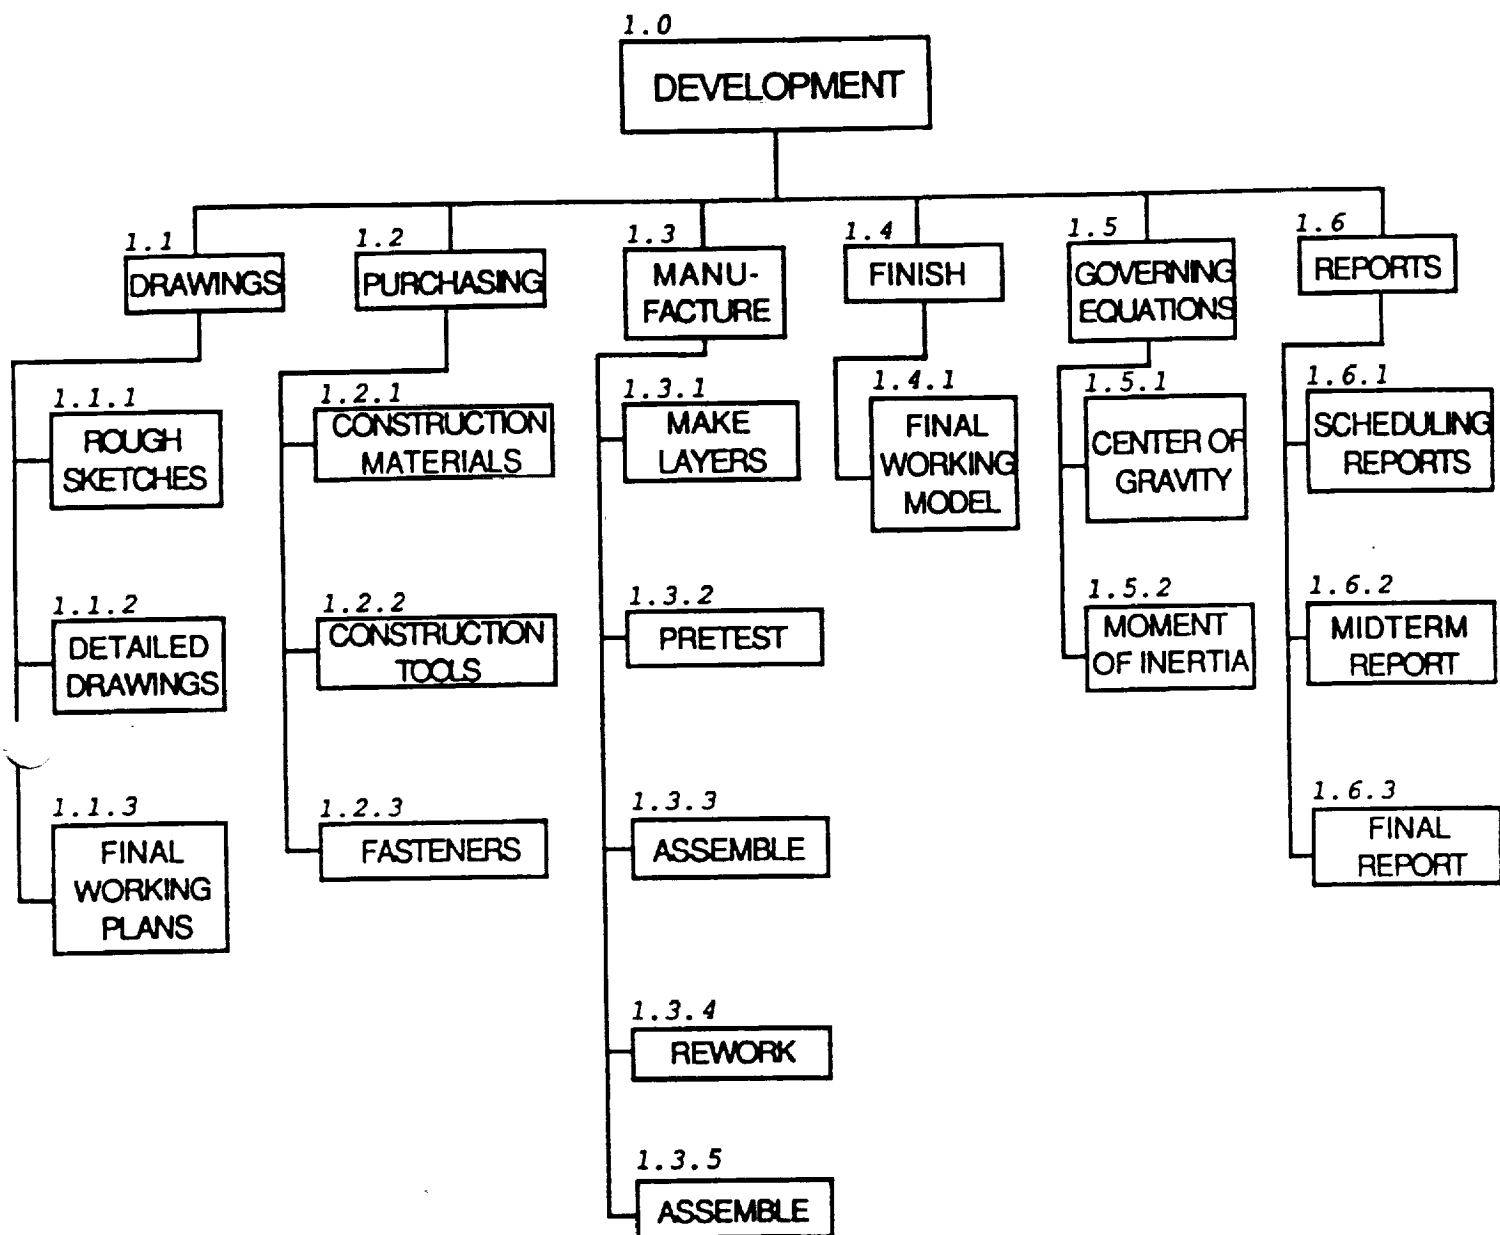 1.0
DEVELOPMENT
1.1
DRAWINGS
1.1.1
ROUGH
SKETCHES
1.1.2
DETAILED
DRAWINGS
1.1.3
FINAL
WORKING
PLANS
1.2
PURCHASING
1.2.1
CONSTRUCTION
MATERIALS
1.2.2
CONSTRUCTION
TOOLS
1.2.3
FASTENERS
1.3
MANU-
FACTURE
1.3.1
MAKE
LAYERS
1.3.2
PRETEST
1.3.3
ASSEMBLE
1.3.4
REWORK
1.3.5
ASSEMBLE
1.4
FINISH
1.4.1
FINAL
WORKING
MODEL
1.5
GOVERNING
EQUATIONS
1.5.1
CENTER OF
GRAVITY
1.5.2
MOMENT
OF INERTIA
1.6
REPORTS
1.6.1
SCHEDULING
REPORTS
1.6.2
MIDTERM
REPORT
1.6.3
FINAL
REPORT